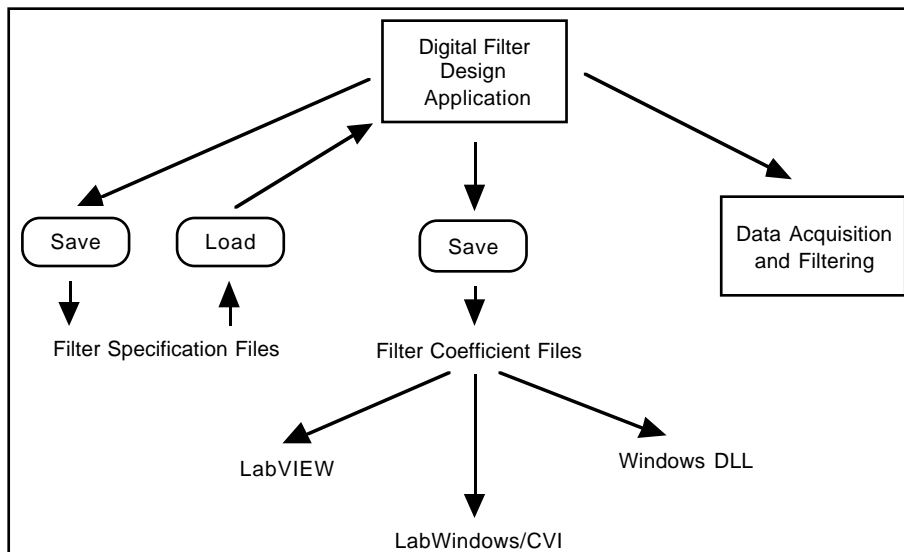 Digital Filter
Design
Application
Save
Load
Save
Data Acquisition
and Filtering
Filter Specification Files
Filter Coefficient Files
LabVIEW
Windows DLL
LabWindows/CVI